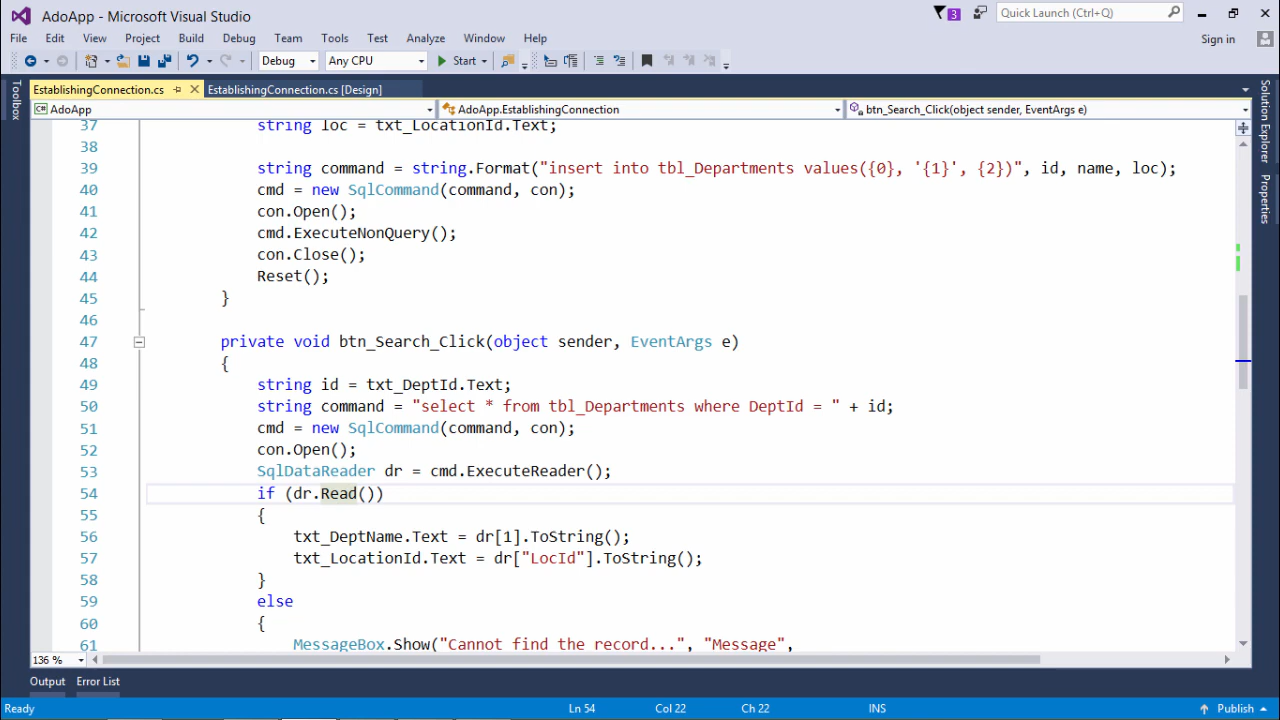 AdoApp - Microsoft Visual Studio
3
Quick Launch (Ctrl+Q)
File Edit View Project Build Debug Team Tools Test Analyze Window Help
Sign in
Debug Any CPU Start
EstablishingConnection.cs EstablishingConnection.cs [Design]
AdoApp AdoApp.EstablishingConnection btn_Search_Click(object sender, EventArgs e)
Toolbox
Solution Explorer
Properties
37 string loc = txt_LocationId.Text;
38
39 string command = string.Format("insert into tbl_Departments values({0}, '{1}', {2})", id, name, loc);
40 cmd = new SqlCommand(command, con);
41 con.Open();
42 cmd.ExecuteNonQuery();
43 con.Close();
44 Reset();
45 }
46
47 private void btn_Search_Click(object sender, EventArgs e)
48 {
49 string id = txt_DeptId.Text;
50 string command = "select * from tbl_Departments where DeptId = " + id;
51 cmd = new SqlCommand(command, con);
52 con.Open();
53 SqlDataReader dr = cmd.ExecuteReader();
54 if (dr.Read())
55 {
56 txt_DeptName.Text = dr[1].ToString();
57 txt_LocationId.Text = dr["LocId"].ToString();
58 }
59 else
60 {
61 MessageBox.Show("Cannot find the record...", "Message",
136 %
Output Error List
Ready Ln 54 Col 22 Ch 22 INS Publish